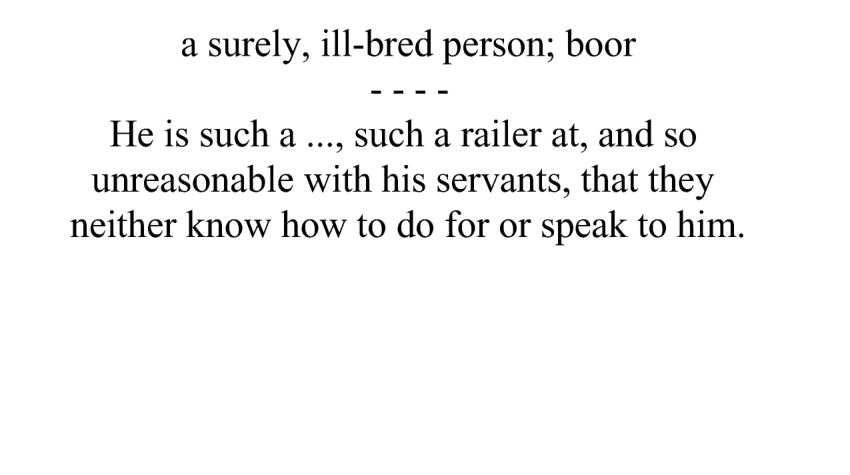 a surely, ill-bred person; boor
- - - -
He is such a ..., such a railer at, and so
unreasonable with his servants, that they
neither know how to do for or speak to him.